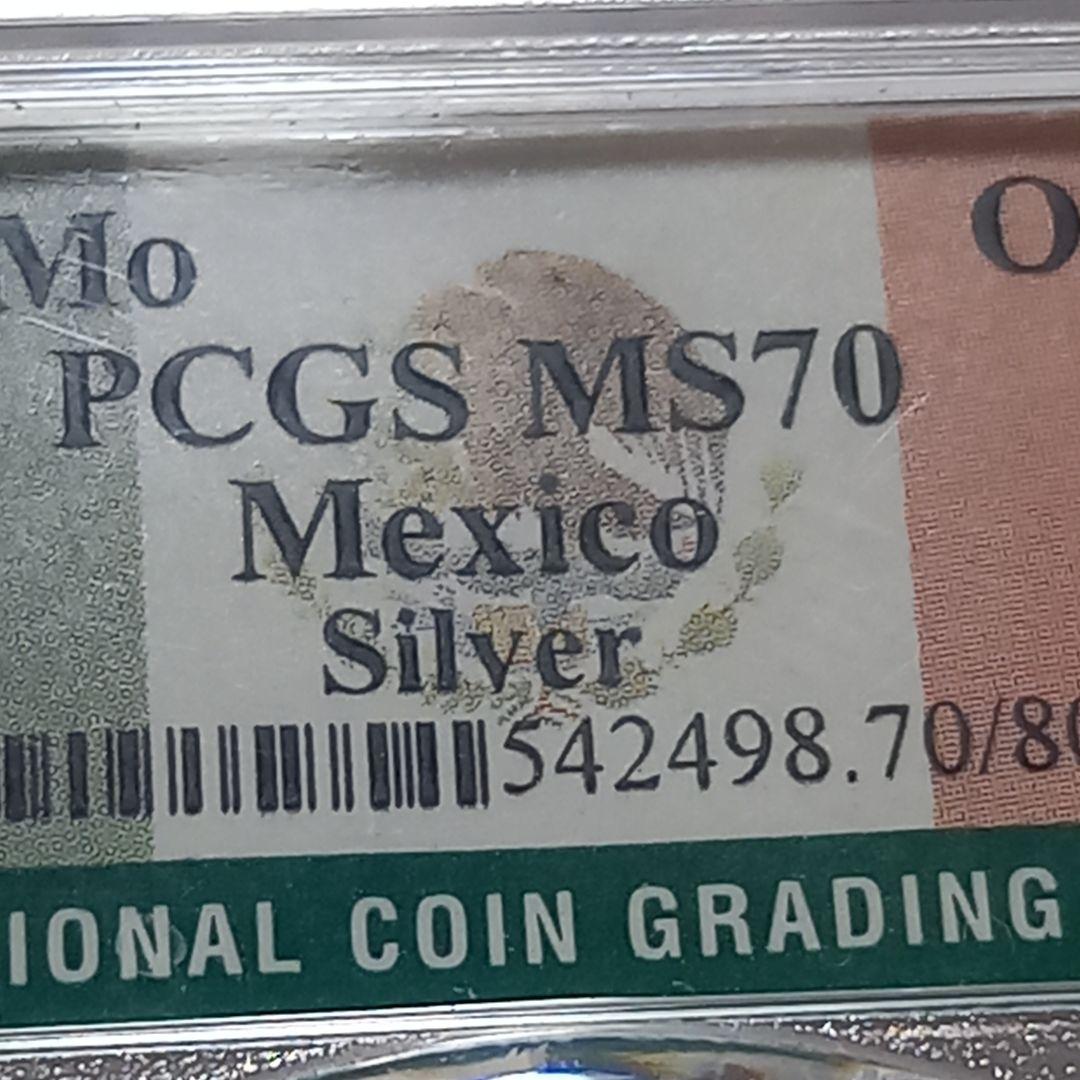 Mo O
PCGS MS70
Mexico
Silver
542498.70/80
IONAL COIN GRADING